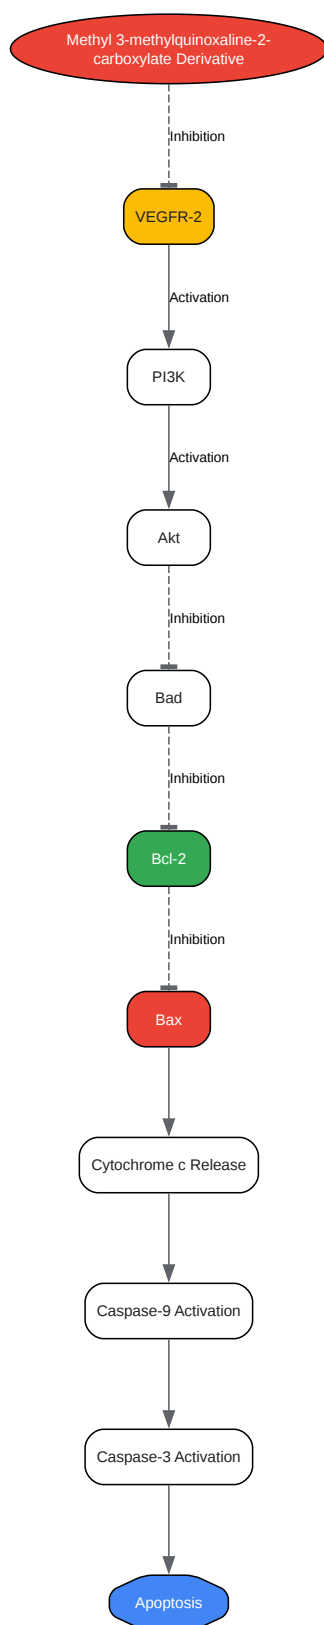 Methyl 3-methylquinoxaline-2-
carboxylate Derivative
Inhibition
VEGFR-2
Activation
PI3K
Activation
Akt
Inhibition
Bad
Inhibition
Bcl-2
Inhibition
Bax
Cytochrome c Release
Caspase-9 Activation
Caspase-3 Activation
Apoptosis